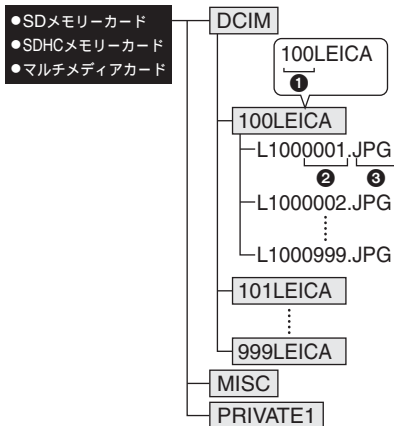 ●SDメモリーカード
●SDHCメモリーカード
●マルチメディアカード
DCIM
100LEICA
❶
100LEICA
L1000001.JPG
❷ ❸
L1000002.JPG
L1000999.JPG
101LEICA
999LEICA
MISC
PRIVATE1